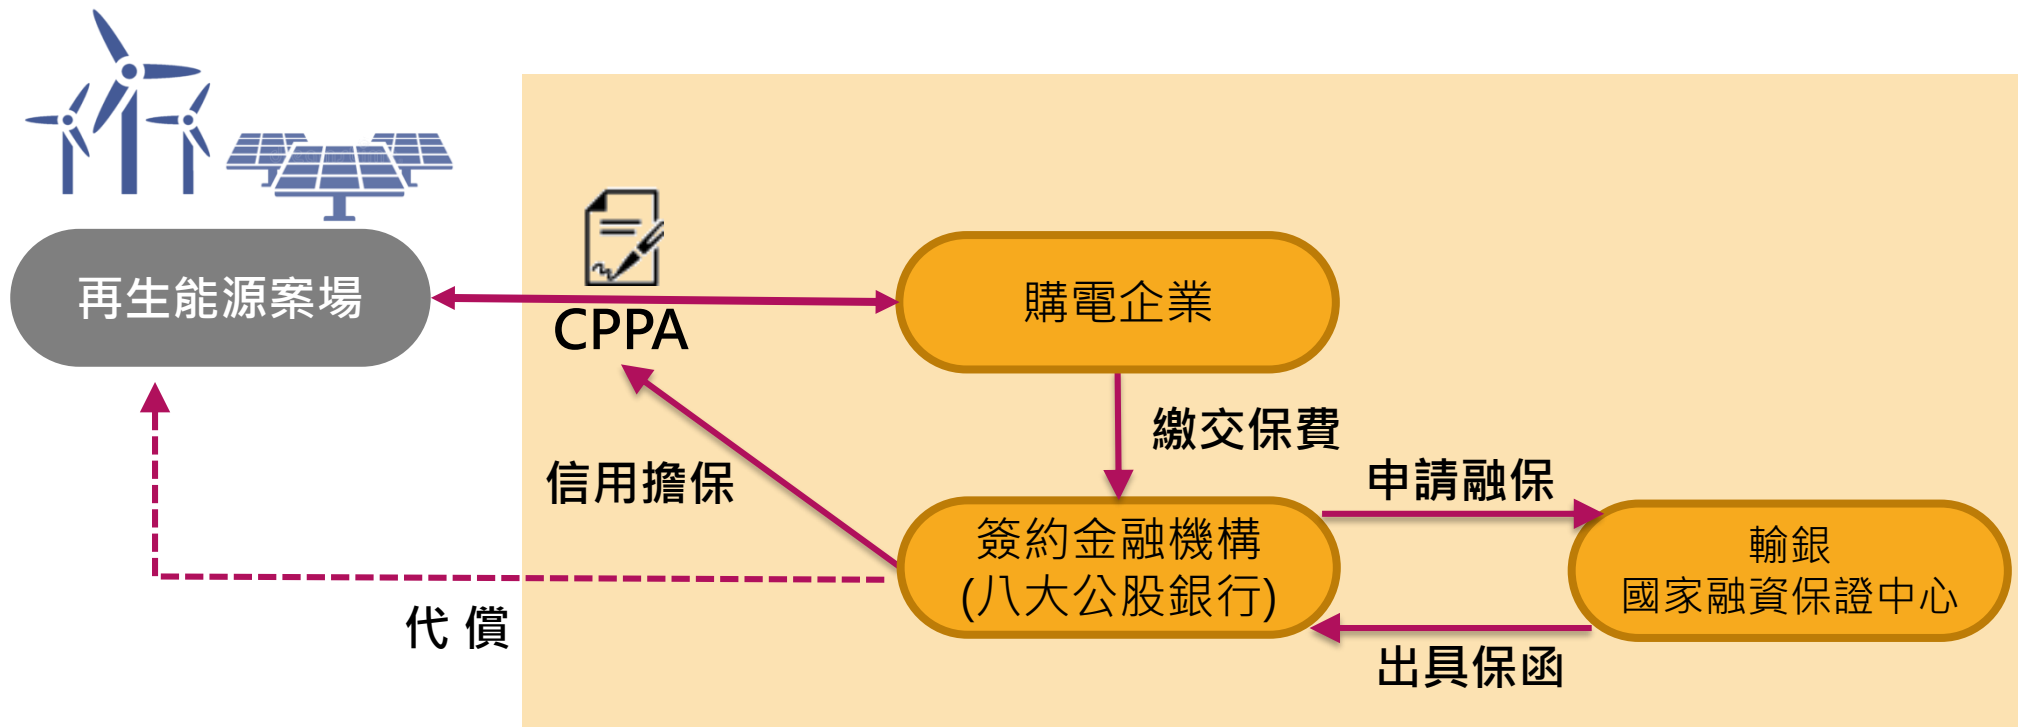 再生能源案場
CPPA
購電企業
繳交保費
信用擔保
申請融保
簽約金融機構
(八大公股銀行)
輸銀
國家融資保證中心
代 償
出具保函